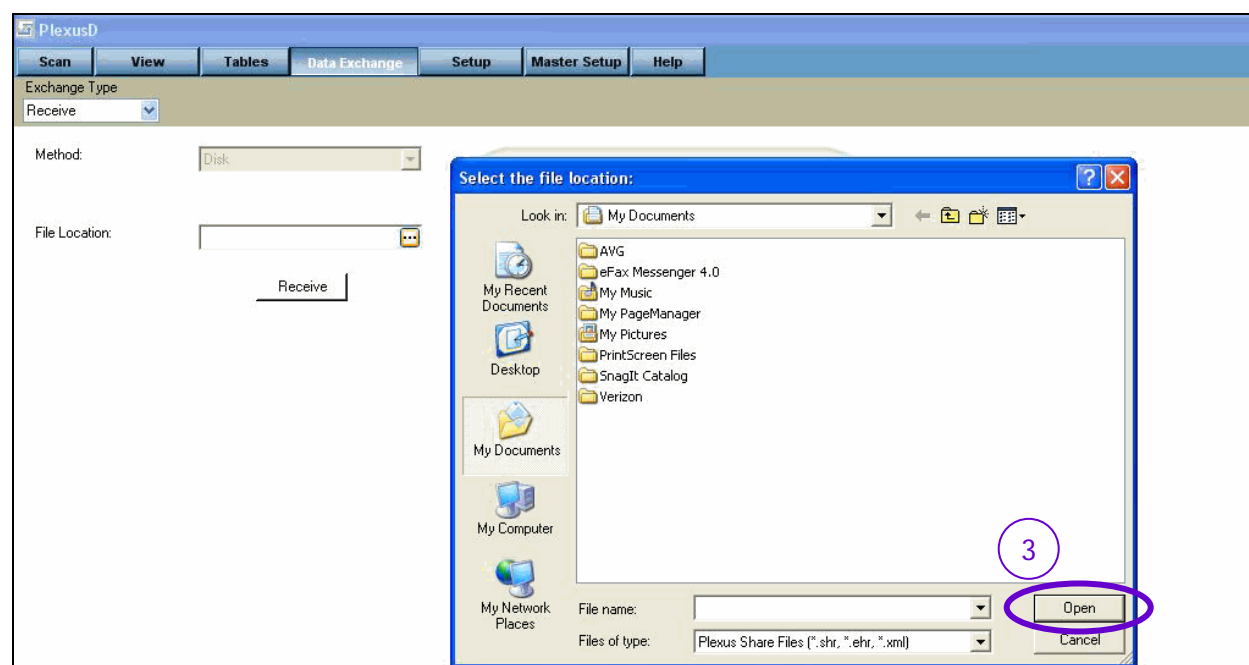 PlexusD
Scan View Tables Data Exchange Setup Master Setup Help
Exchange Type
Receive
Method: Disk
File Location:
Receive
Select the file location:
Look in: My Documents
My Recent
Documents
Desktop
My Documents
My Computer
My Network
Places
AVG
eFax Messenger 4.0
My Music
My PageManager
My Pictures
PrintScreen Files
SnagIt Catalog
Verizon
3
File name:
Open
Files of type: Plexus Share Files (*.shr, *.ehr, *.xml)
Cancel